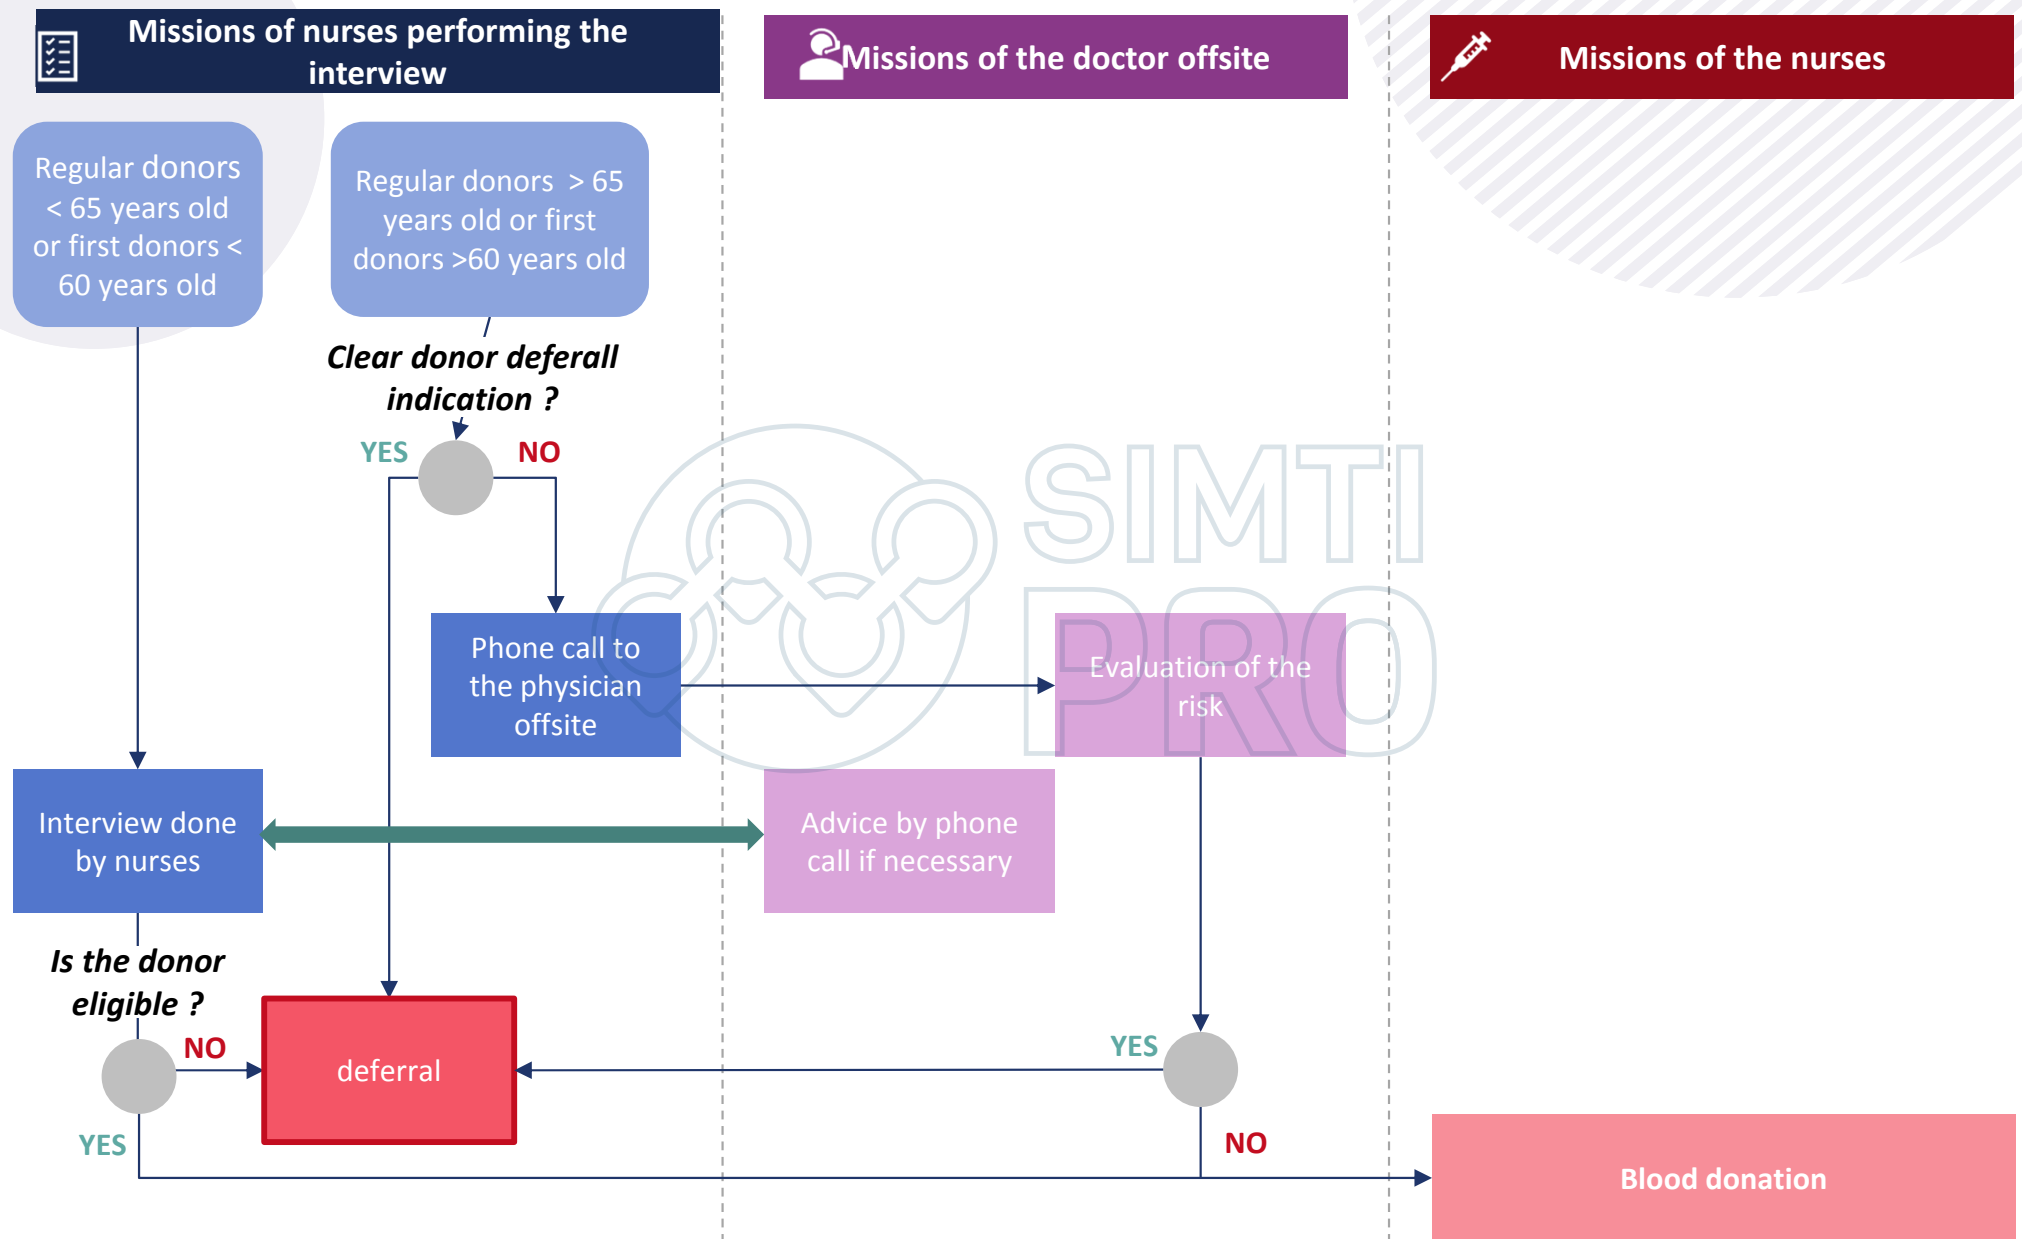 Missions of nurses performing the
interview
Missions of the doctor offsite
Missions of the nurses
Regular donors
< 65 years old
or first donors <
60 years old
Regular donors > 65
years old or first
donors >60 years old
Clear donor deferall
indication ?
YES
NO
SIMTI
PRO
Phone call to
the physician
offsite
Evaluation of the
risk
Interview done
by nurses
Advice by phone
call if necessary
Is the donor
eligible ?
NO
YES
deferral
YES
NO
Blood donation